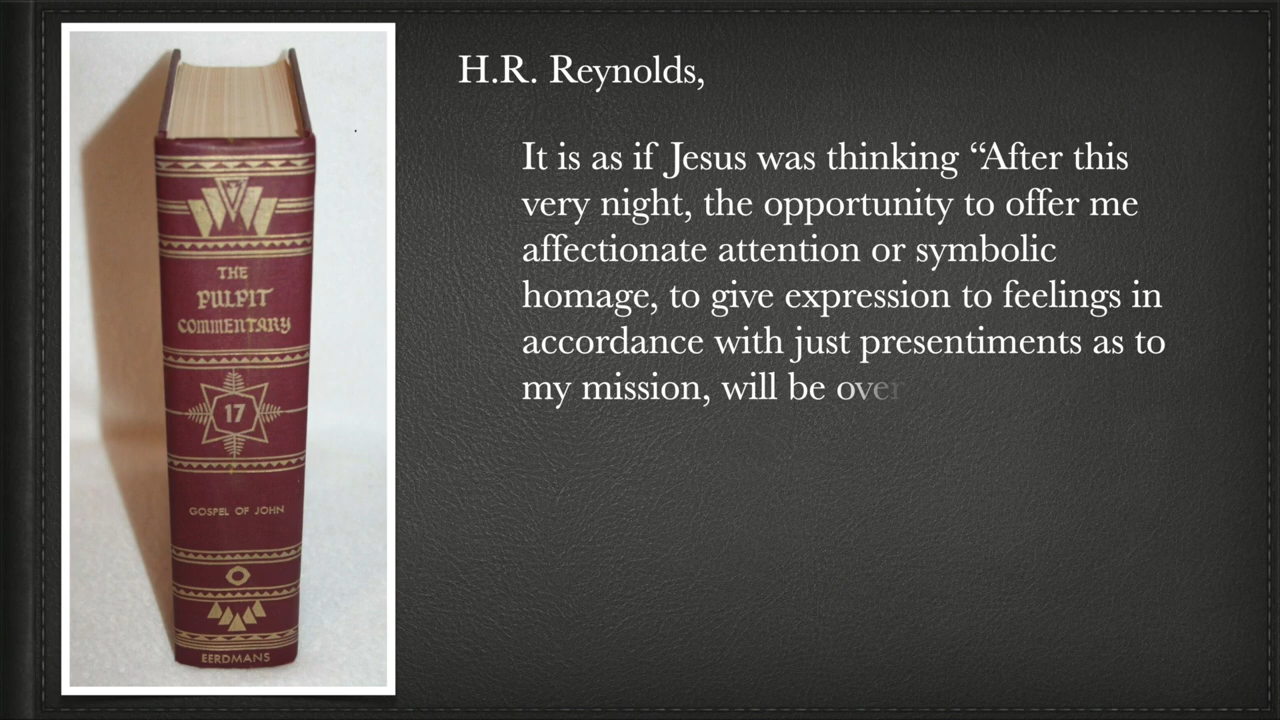 THE
PULPIT
COMMENTARY
17
GOSPEL OF JOHN
EERDMANS
H.R. Reynolds,
It is as if Jesus was thinking “After this
very night, the opportunity to offer me
affectionate attention or symbolic
homage, to give expression to feelings in
accordance with just presentiments as to
my mission, will be over